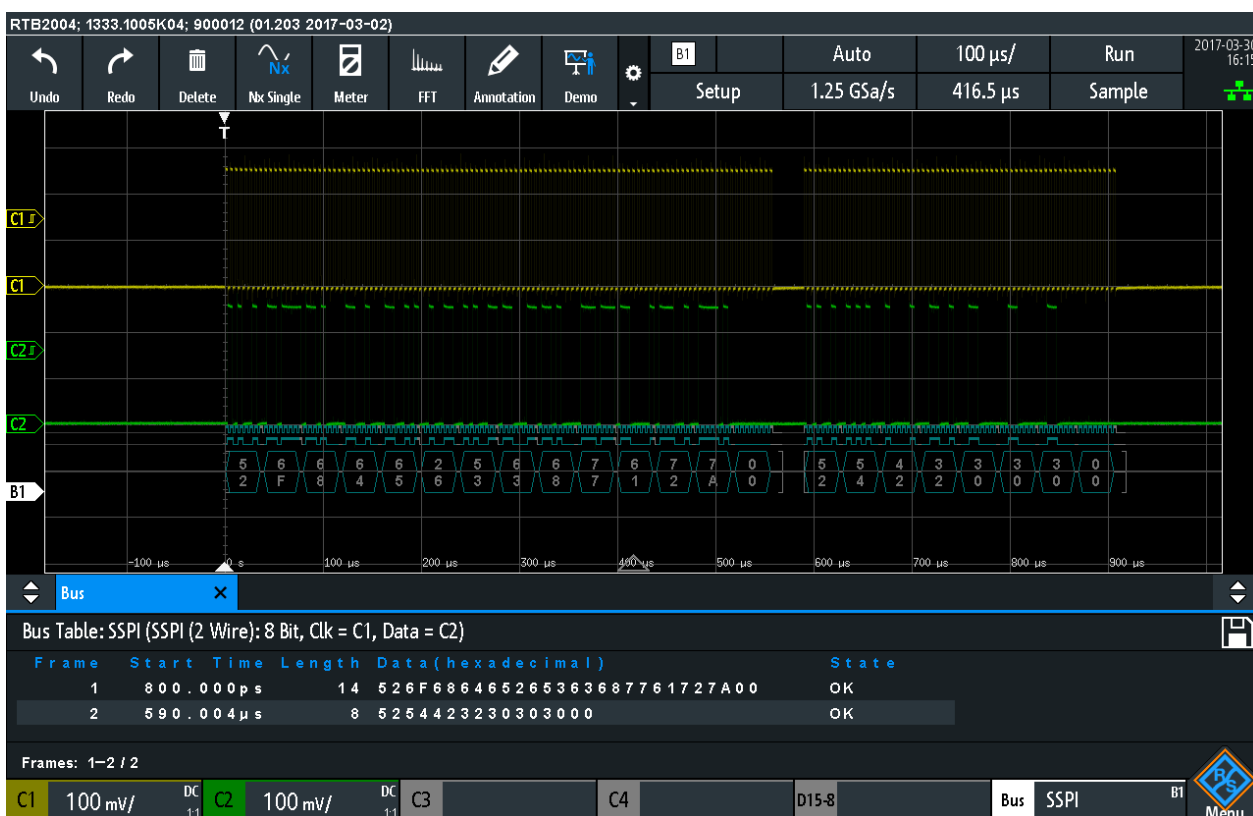 RTB2004; 1333.1005K04; 900012 (01.203 2017-03-02)
B1 Auto 100 µs/ Run 2017-03-30
16:15
Undo Redo Delete Nx Single Meter FFT Annotation Demo Setup 1.25 GSa/s 416.5 µs Sample
Nx
T
C1
C1
C2
C2
5 6 6 6 6 2 5 6 6 7 6 7 7 0 5 5 4 3 3 3 3 0
2 F 8 4 5 6 3 3 8 7 1 2 A 0 2 4 2 2 0 0 0 0
B1
-100 µs 0 s 100 µs 200 µs 300 µs 400 µs 500 µs 600 µs 700 µs 800 µs 900 µs
Bus
Bus Table: SSPI (SSPI (2 Wire): 8 Bit, Clk = C1, Data = C2)
Frame Start Time Length Data(hexadecimal) State
1 800.000ps 14 526F686465265363687761727A00 OK
2 590.004µs 8 5254423230303000 OK
Frames: 1-2 / 2
C1 100 mV/ DC 1:1 C2 100 mV/ DC 1:1 C3 C4 D15-8 Bus SSPI B1 Menu